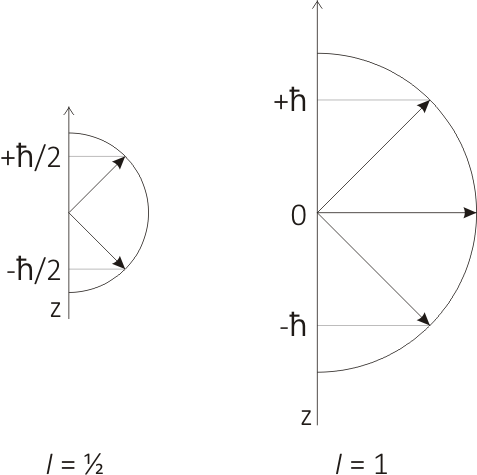 +ħ/2
-ħ/2
z
l = ½
+ħ
0
-ħ
z
l = 1